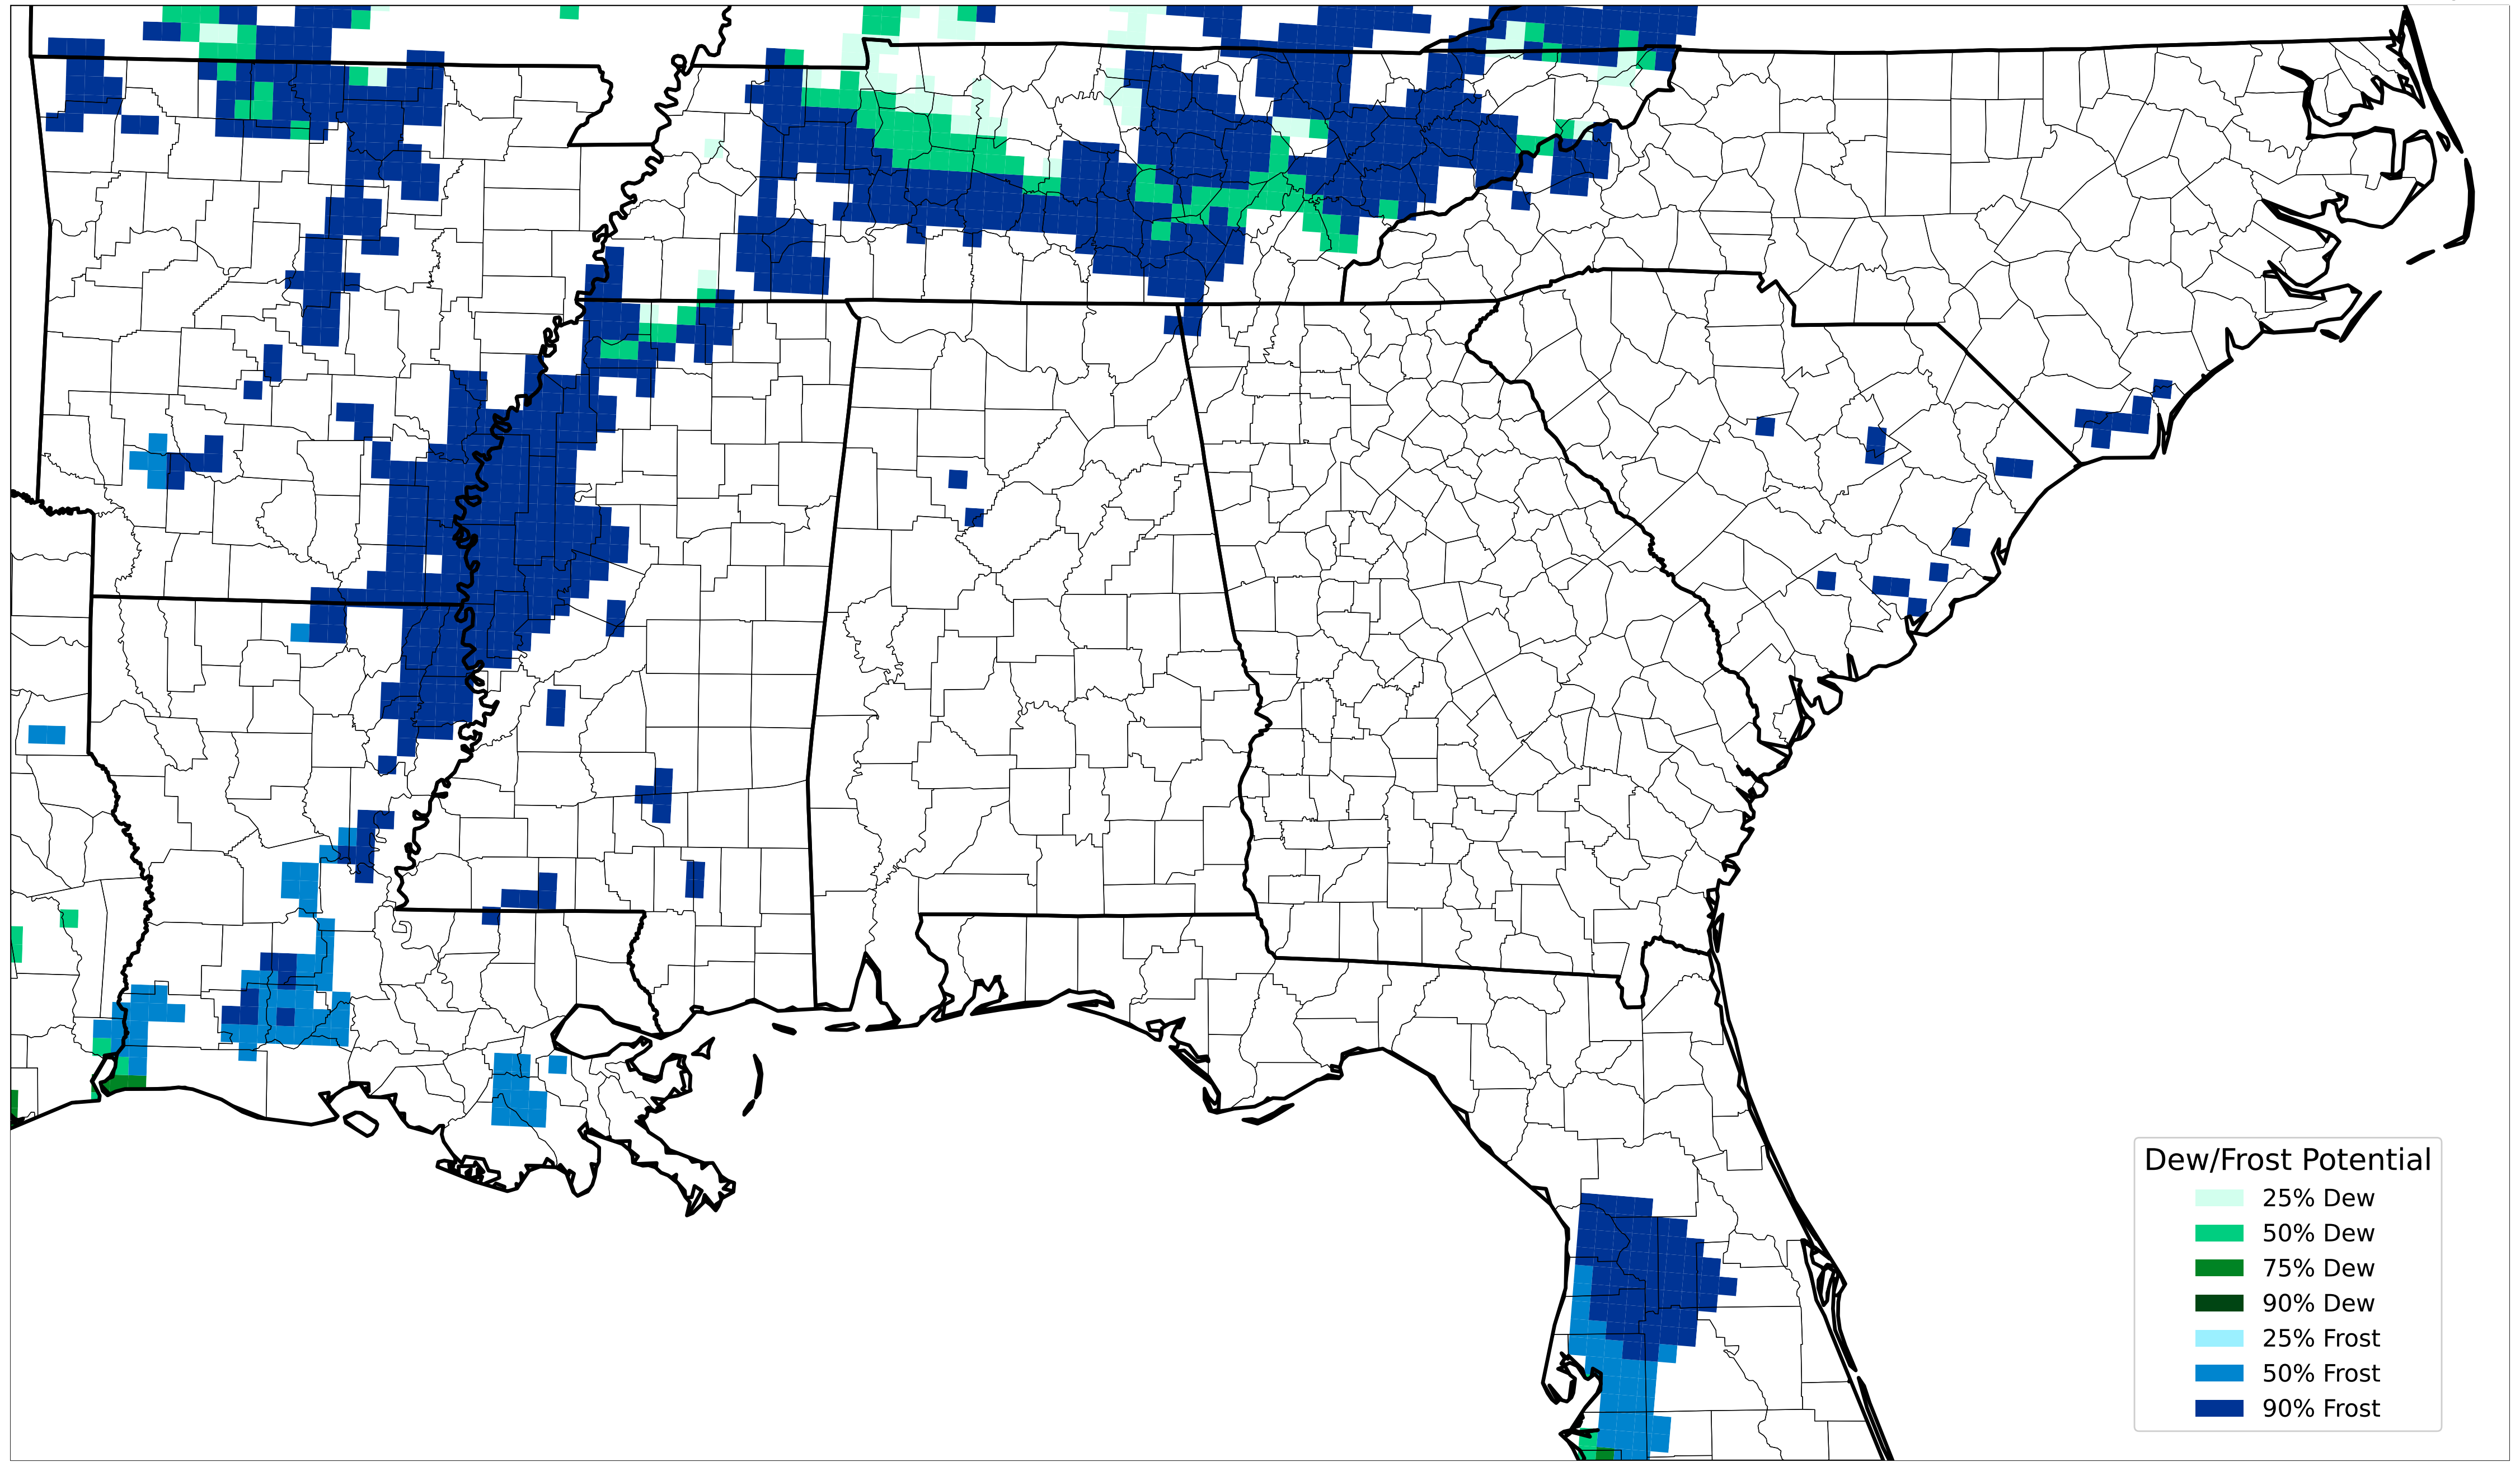 Dew/Frost Potential
25% Dew
50% Dew
75% Dew
90% Dew
25% Frost
50% Frost
90% Frost